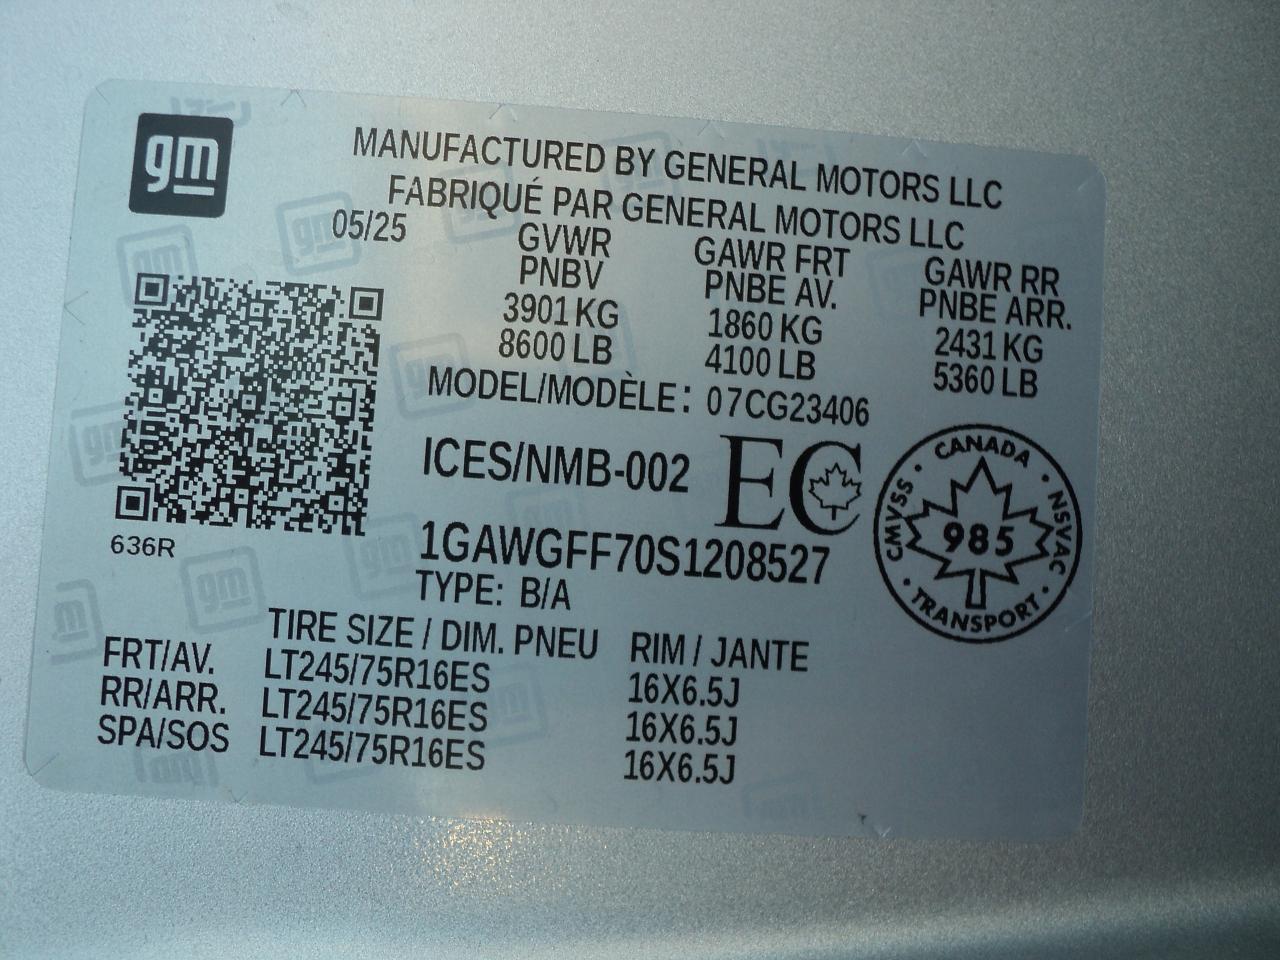 gm
MANUFACTURED BY GENERAL MOTORS LLC
FABRIQUÉ PAR GENERAL MOTORS LLC
05/25 GVWR GAWR FRT GAWR RR
PNBV PNBE AV. PNBE ARR.
3901 KG 1860 KG 2431 KG
8600 LB 4100 LB 5360 LB
MODEL/MODÈLE: 07CG23406
ICES/NMB-002 EC
CANADA
CMVSS 985 NSVAC
TRANSPORT
636R
1GAWGFF70S1208527
TYPE: B/A
TIRE SIZE / DIM. PNEU RIM / JANTE
FRT/AV. LT245/75R16ES 16X6.5J
RR/ARR. LT245/75R16ES 16X6.5J
SPA/SOS LT245/75R16ES 16X6.5J